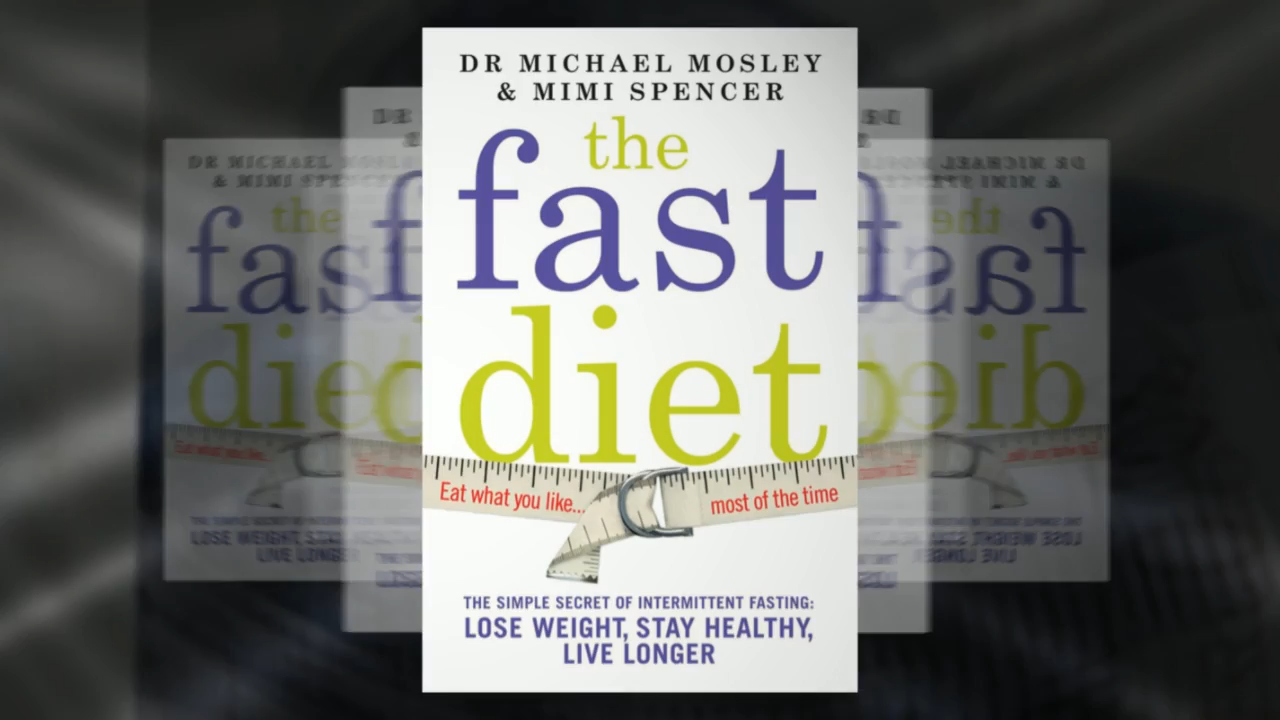 DR MICHAEL MOSLEY
& MIMI SPENCER
the
fast
diet
Eat what you like... most of the time
THE SIMPLE SECRET OF INTERMITTENT FASTING:
LOSE WEIGHT, STAY HEALTHY,
LIVE LONGER